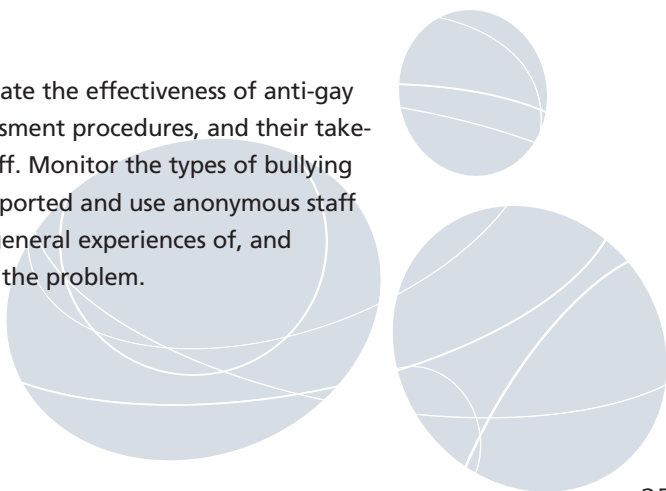 ate the effectiveness of anti-gay
sment procedures, and their take-
ff. Monitor the types of bullying
ported and use anonymous staff
general experiences of, and
the problem.